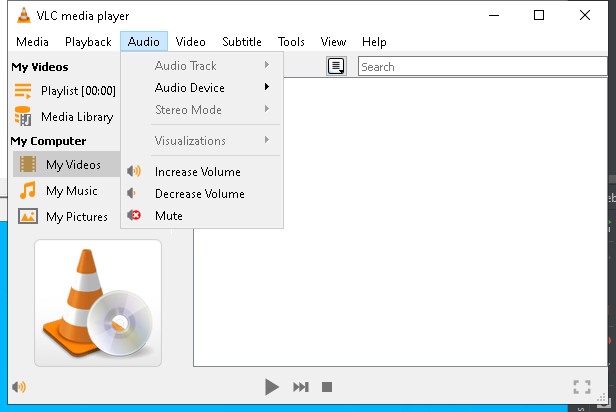 VLC media player
Media Playback Audio Video Subtitle Tools View Help
My Videos
Playlist [00:00]
Media Library
My Computer
My Videos
My Music
My Pictures
Audio Track
Audio Device
Stereo Mode
Visualizations
Increase Volume
Decrease Volume
Mute
Search